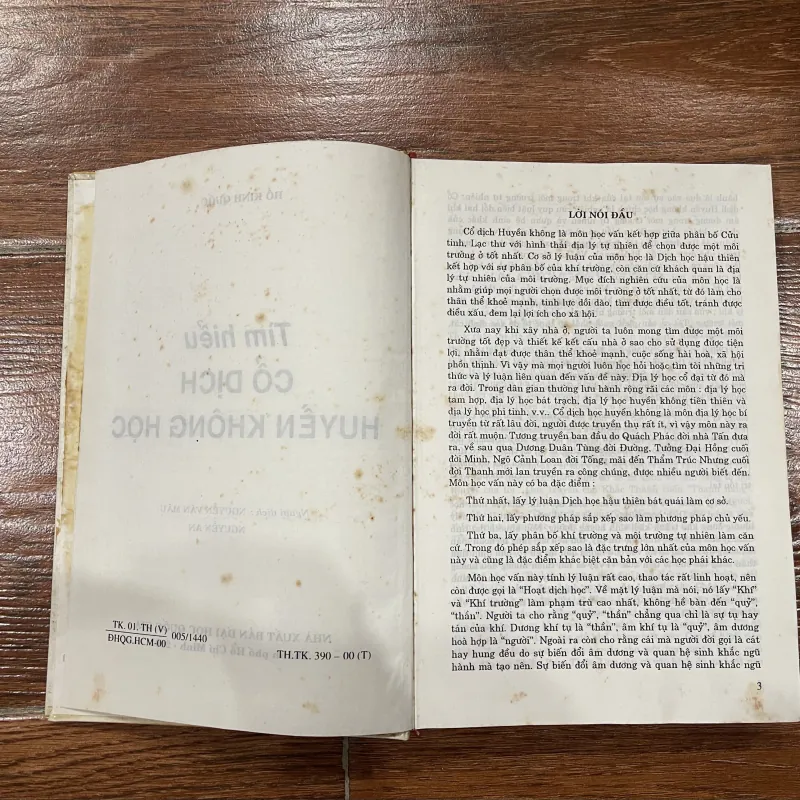 TK. 01. TH (V)
ĐHQG.HCM-00
005/1440
TH.TK. 390 – 00 (T)
LỜI NÓI ĐẦU
Cổ dịch Huyền không là môn học vấn kết hợp giữa phân bố Cửu
tinh, Lạc thư với hình thái địa lý tự nhiên để chọn được một môi
trường ở tốt nhất. Cơ sở lý luận của môn học là Dịch học hậu thiên
kết hợp với sự phân bố của khí trường, còn căn cứ khách quan là địa
lý tự nhiên của môi trường. Mục đích nghiên cứu của môn học là
nhằm giúp mọi người chọn được môi trường ở tốt nhất, từ đó làm cho
thân thể khoẻ mạnh, tinh lực dồi dào, tìm được điều tốt, tránh được
điều xấu, đem lại lợi ích cho xã hội.
Xưa nay khi xây nhà ở, người ta luôn mong tìm được một môi
trường tốt đẹp và thiết kế kết cấu nhà ở sao cho sử dụng được tiện
lợi, nhằm đạt được thân thể khoẻ mạnh, cuộc sống hài hoà, xã hội
phồn thịnh. Vì vậy mà mọi người luôn học hỏi hoặc tìm tòi những tri
thức và lý luận liên quan đến vấn đề này. Địa lý học cổ đại từ đó mà
ra đời. Trong dân gian thường lưu hành rộng rãi các môn : địa lý học
tam hợp, địa lý học bát trạch, địa lý học huyền không tiên thiên và
địa lý học phi tinh, v.v.. Cổ dịch học huyền không là môn địa lý học bí
truyền từ rất lâu đời, người được truyền thụ rất ít, vì vậy môn này ra
đời rất muộn. Tương truyền ban đầu do Quách Phác đời nhà Tấn đưa
ra, về sau qua Dương Duân Tùng đời Đường, Tưởng Đại Hồng cuối
đời Minh, Ngô Cảnh Loan đời Tống, mãi đến Thẩm Trúc Nhưng cuối
đời Thanh mới lan truyền ra công chúng, được nhiều người biết đến.
Môn học vấn này có ba đặc điểm :
Thứ nhất, lấy lý luận Dịch học hậu thiên bát quái làm cơ sở.
Thứ hai, lấy phương pháp sắp xếp sao làm phương pháp chủ yếu.
Thứ ba, lấy phân bố khí trường và môi trường tự nhiên làm căn
cứ. Trong đó phép sắp xếp sao là đặc trưng lớn nhất của môn học vấn
này và cũng là đặc điểm khác biệt căn bản với các học phái khác.
Môn học vấn này tính lý luận rất cao, thao tác rất linh hoạt, nên
còn được gọi là "Hoạt dịch học". Về mặt lý luận mà nói, nó lấy "Khí"
và "Khí trường" làm phạm trù cao nhất, không hề bàn đến "quỷ",
"thần". Người ta cho rằng "quỷ", "thần" chẳng qua chỉ là sự tụ hay
tán của khí. Dương khí tụ là "thần", âm khí tụ là "quỷ", âm dương
hoà hợp là "người". Ngoài ra còn cho rằng cái mà người đời gọi là cát
hay hung đều do sự biến đổi âm dương và quan hệ sinh khắc ngũ
hành mà tạo nên. Sự biến đổi âm dương và quan hệ sinh khắc ngũ
3